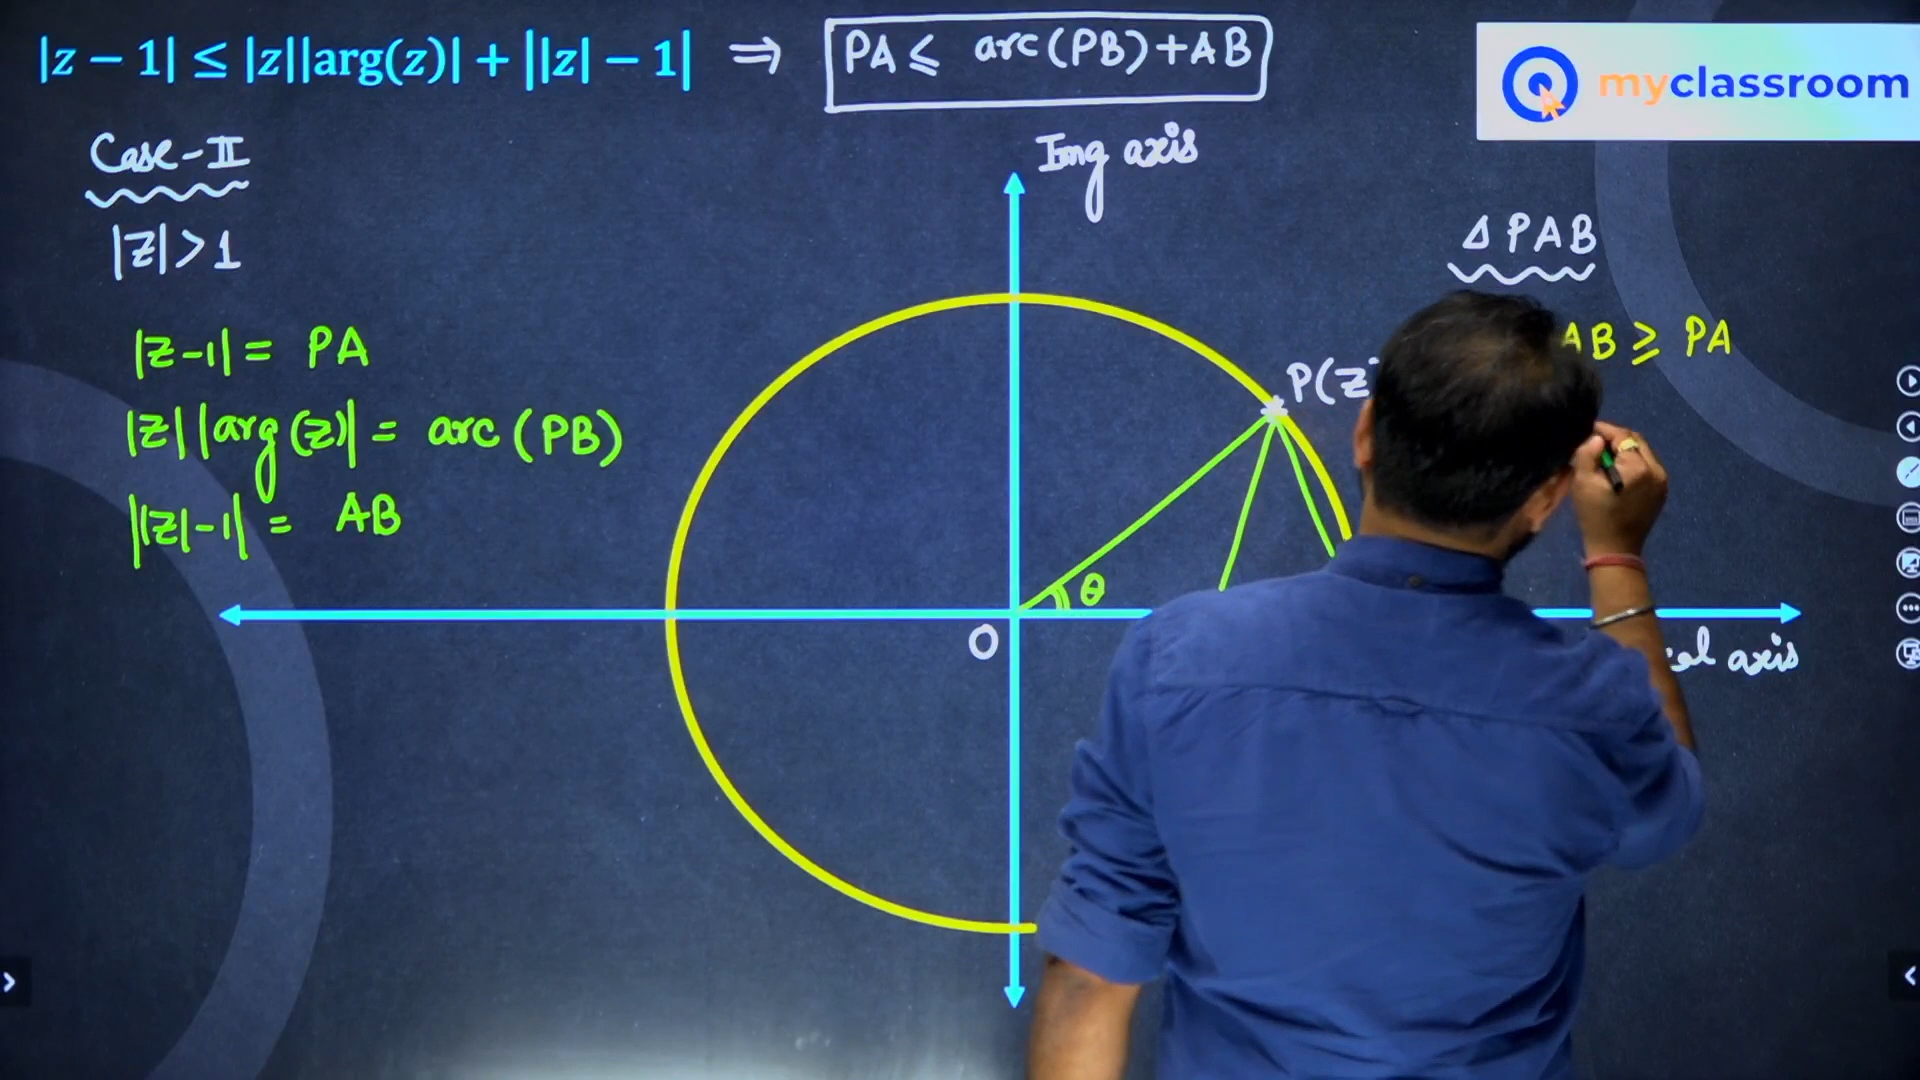 |z − 1| ≤ |z||arg(z)| + ||z| − 1| ⇒ PA ≤ arc(PB)+AB
myclassroom
Case-II
Img axis
|z|>1
Δ PAB
|z-1| = PA
AB ≥ PA
P(z
|z||arg(z)| = arc(PB)
||z|-1| = AB
θ
O
axis